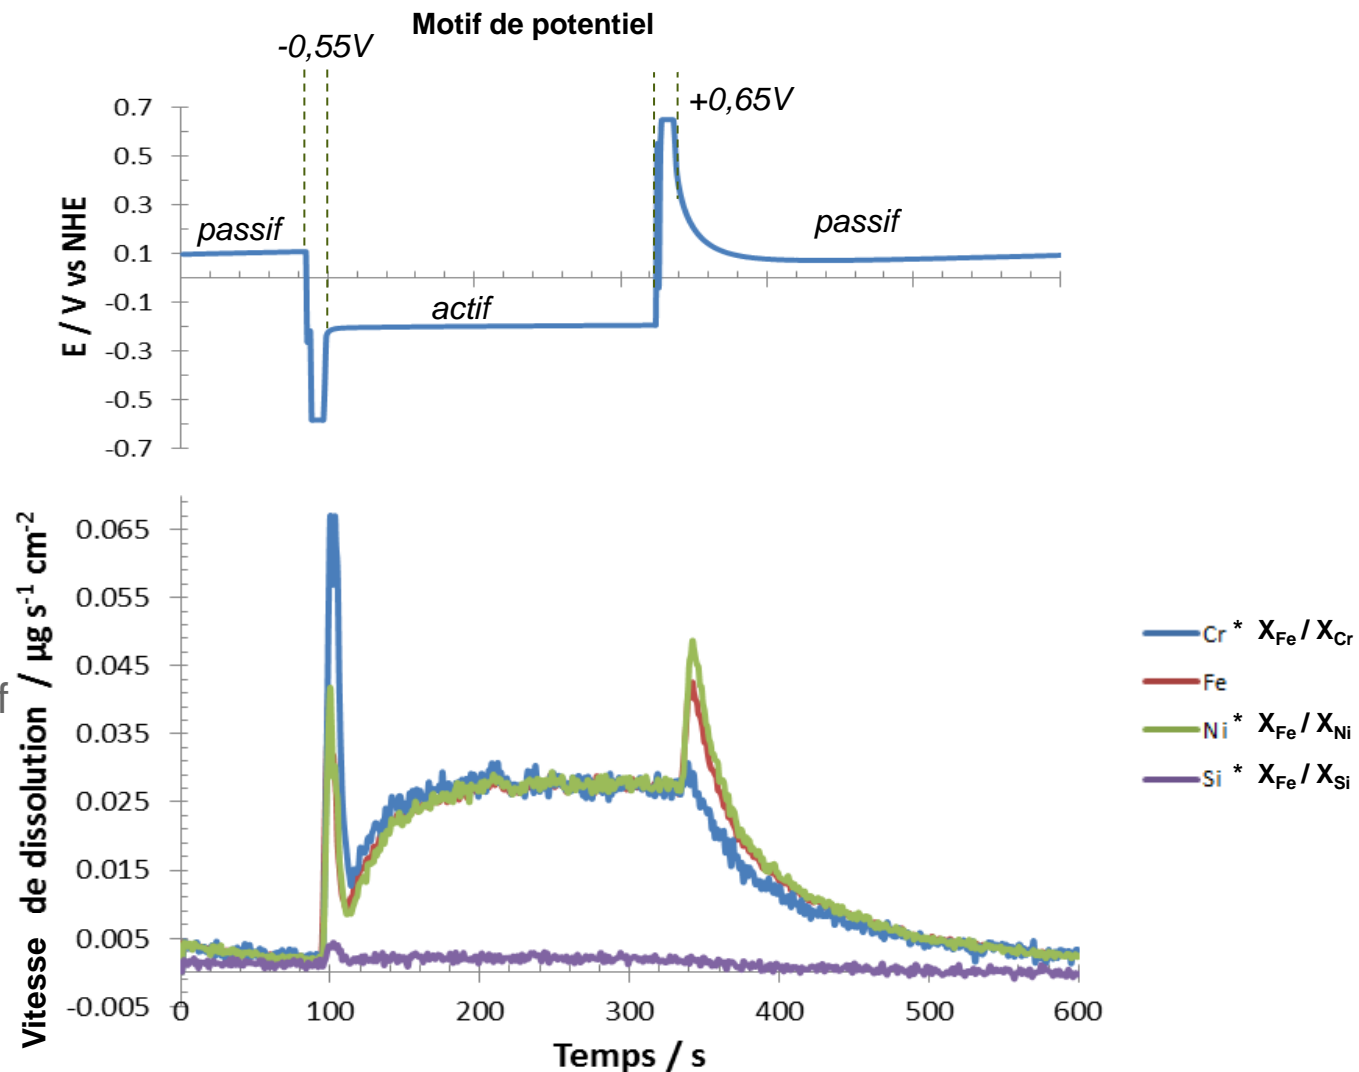 Motif de potentiel
-0,55V
+0,65V
0.7
0.5
0.3
0.1
-0.1
-0.3
-0.5
-0.7
E / V vs NHE
passif
actif
passif
0.065
0.055
0.045
0.035
0.025
0.015
0.005
-0.005
f
Vitesse de dissolution / µg s-1 cm-2
0 100 200 300 400 500 600
Temps / s
Cr * XFe / XCr
Fe
Ni * XFe / XNi
Si * XFe / XSi